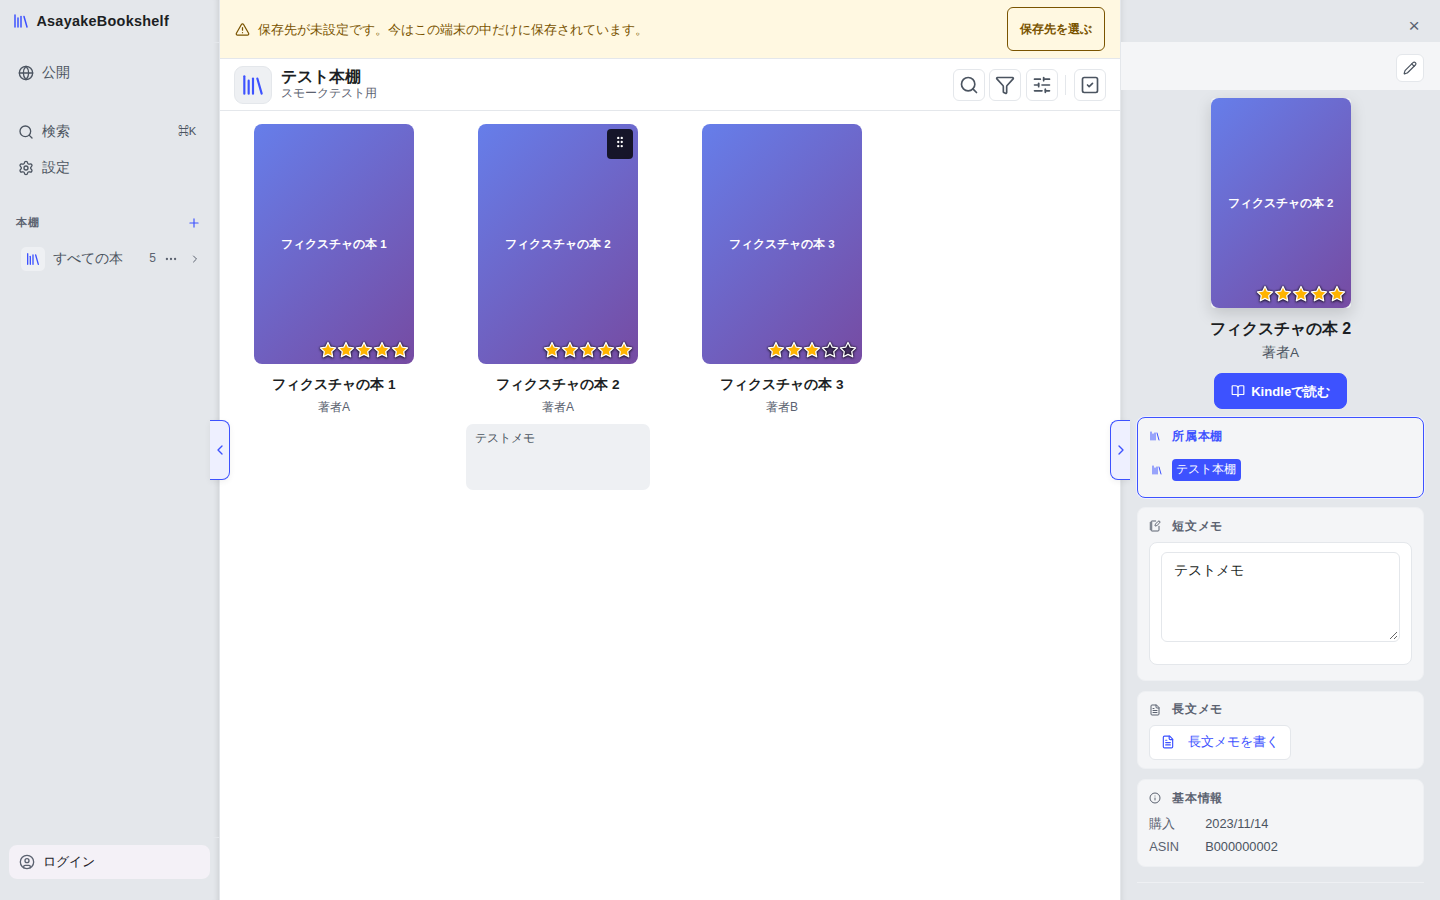 AsayakeBookshelf
公開
検索 ⌘K
設定
本棚
すべての本 5
ログイン
保存先が未設定です。今はこの端末の中だけに保存されています。
保存先を選ぶ
テスト本棚
スモークテスト用
フィクスチャの本 1
フィクスチャの本 1
著者A
フィクスチャの本 2
フィクスチャの本 2
著者A
テストメモ
フィクスチャの本 3
フィクスチャの本 3
著者B
フィクスチャの本 2
フィクスチャの本 2
著者A
Kindleで読む
所属本棚
テスト本棚
短文メモ
テストメモ
長文メモ
長文メモを書く
基本情報
購入 2023/11/14
ASIN B000000002